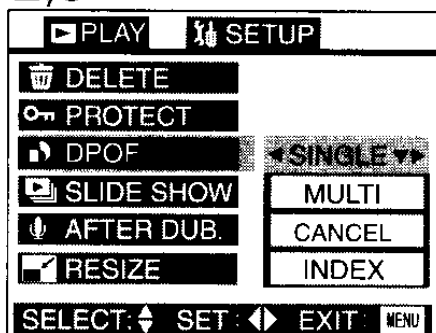 PLAY SETUP
DELETE
PROTECT
DPOF SINGLE
SLIDE SHOW MULTI
AFTER DUB. CANCEL
RESIZE INDEX
SELECT: SET: EXIT: MENU